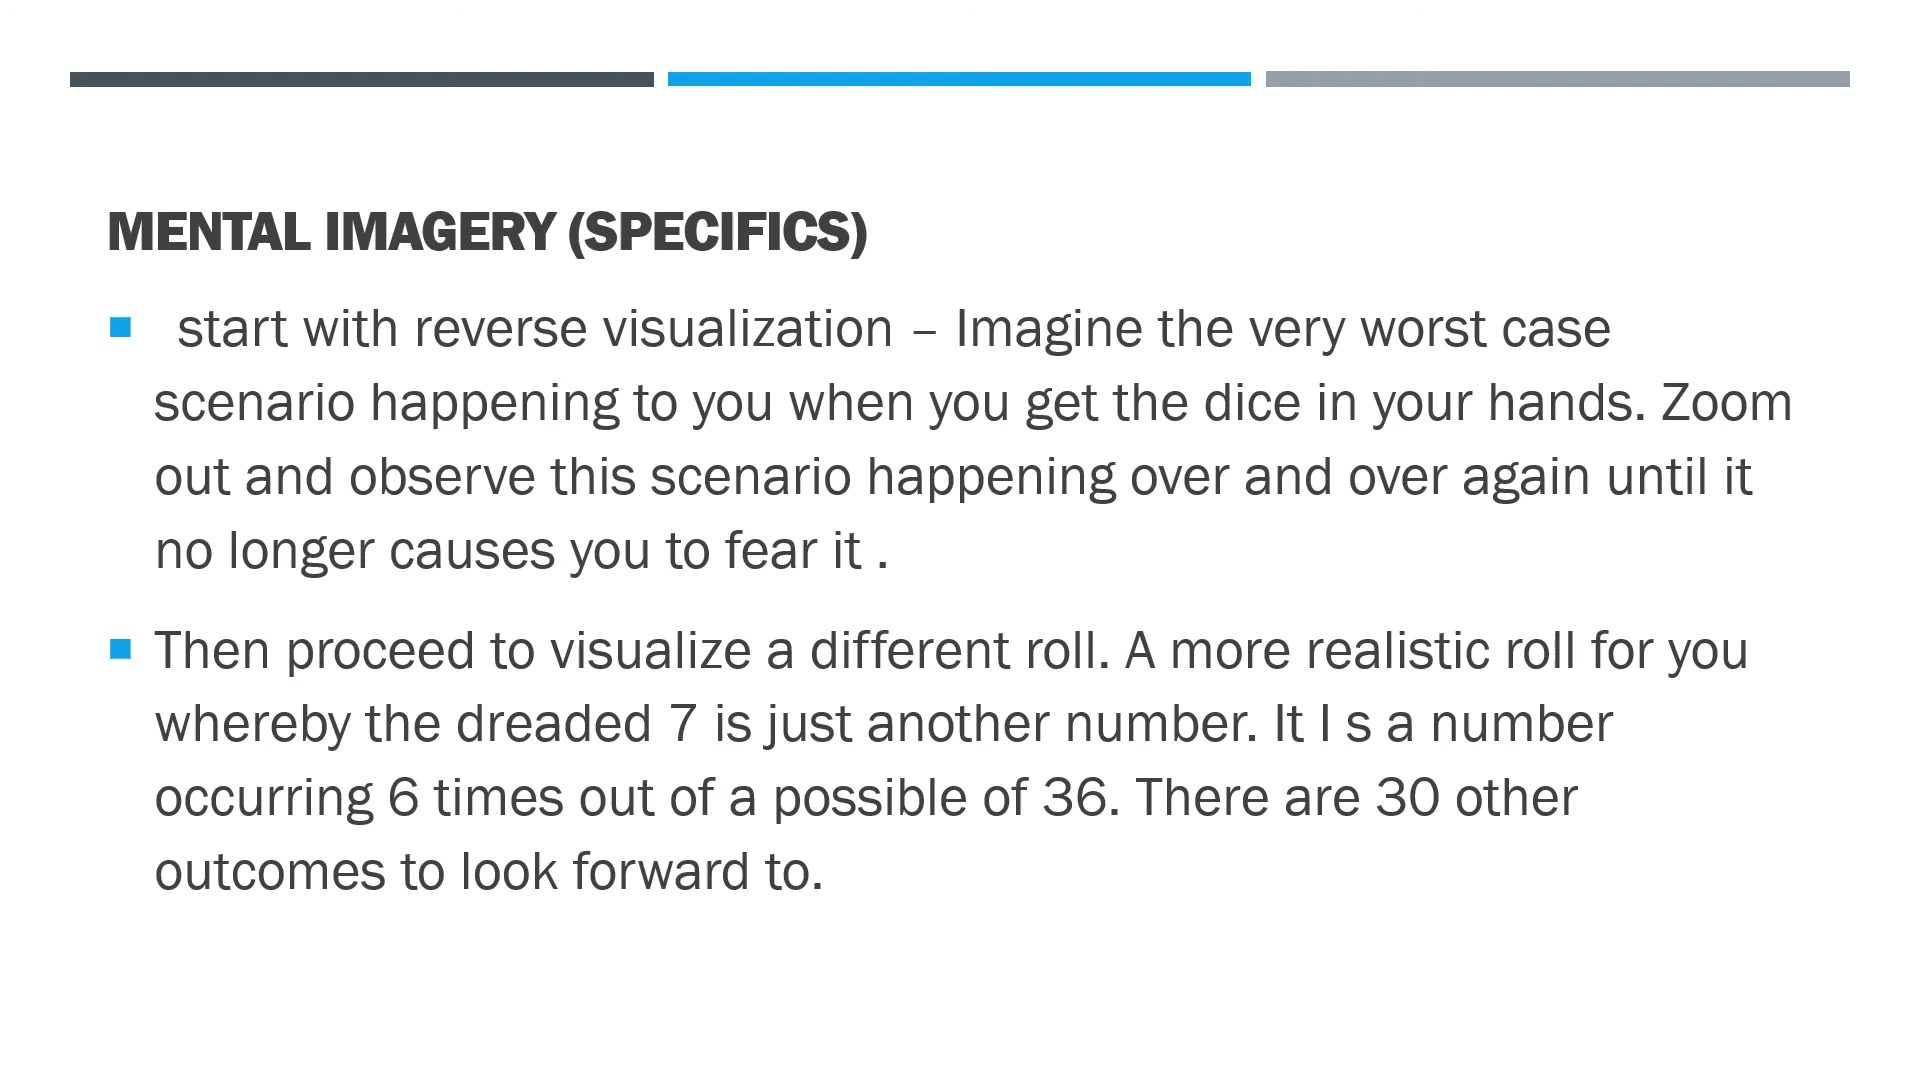 MENTAL IMAGERY (SPECIFICS)
start with reverse visualization – Imagine the very worst case
scenario happening to you when you get the dice in your hands. Zoom
out and observe this scenario happening over and over again until it
no longer causes you to fear it .
Then proceed to visualize a different roll. A more realistic roll for you
whereby the dreaded 7 is just another number. It I s a number
occurring 6 times out of a possible of 36. There are 30 other
outcomes to look forward to.